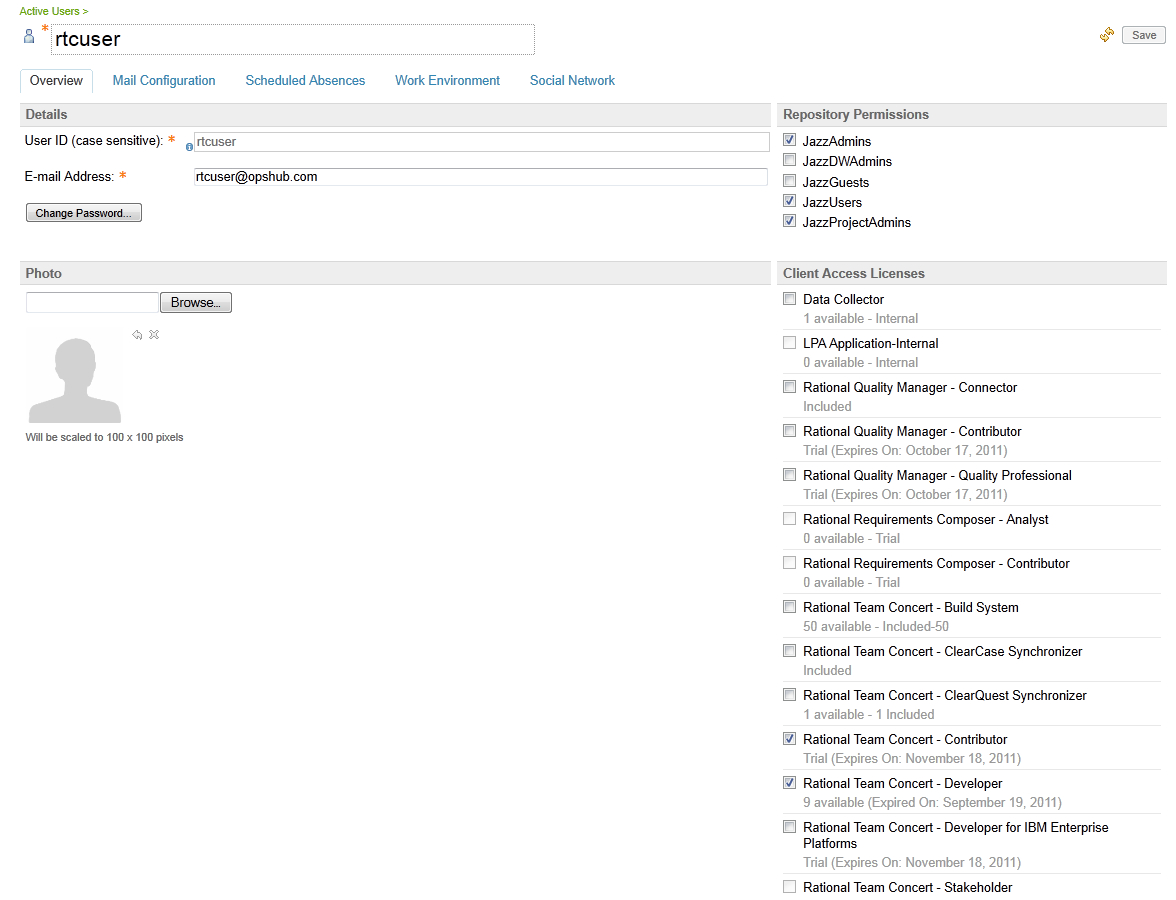 Active Users >
* rtcuser
Save
Overview
Mail Configuration
Scheduled Absences
Work Environment
Social Network
Details
User ID (case sensitive): * rtcuser
E-mail Address: * rtcuser@opshub.com
Change Password...
Repository Permissions
JazzAdmins
JazzDWAdmins
JazzGuests
JazzUsers
JazzProjectAdmins
Photo
Browse...
Will be scaled to 100 x 100 pixels
Client Access Licenses
Data Collector
1 available - Internal
LPA Application-Internal
0 available - Internal
Rational Quality Manager - Connector
Included
Rational Quality Manager - Contributor
Trial (Expires On: October 17, 2011)
Rational Quality Manager - Quality Professional
Trial (Expires On: October 17, 2011)
Rational Requirements Composer - Analyst
0 available - Trial
Rational Requirements Composer - Contributor
0 available - Trial
Rational Team Concert - Build System
50 available - Included-50
Rational Team Concert - ClearCase Synchronizer
Included
Rational Team Concert - ClearQuest Synchronizer
1 available - 1 Included
Rational Team Concert - Contributor
Trial (Expires On: November 18, 2011)
Rational Team Concert - Developer
9 available (Expired On: September 19, 2011)
Rational Team Concert - Developer for IBM Enterprise
Platforms
Trial (Expires On: November 18, 2011)
Rational Team Concert - Stakeholder